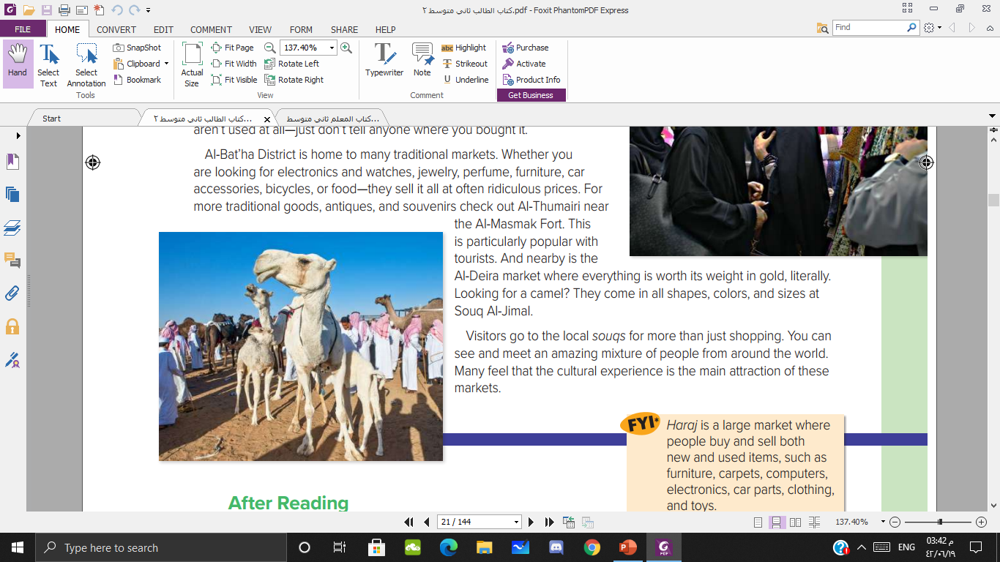 كتاب الطالب ثاني متوسط ٢.pdf - Foxit PhantomPDF Express
FILE
HOME
CONVERT
EDIT
COMMENT
VIEW
FORM
SHARE
HELP
Find
Hand
Select
Text
Select
Annotation
SnapShot
Clipboard
Bookmark
Tools
Actual
Size
Fit Page
Fit Width
Fit Visible
137.40%
Rotate Left
Rotate Right
View
Typewriter
Note
abc Highlight
Strikeout
Underline
Comment
Purchase
Activate
Product Info
Get Business
Start
كتاب الطالب ثاني متوسط ٢...
كتاب المعلم ثاني متوسط...
aren't used at all—just don't tell anyone where you bought it.
Al-Bat'ha District is home to many traditional markets. Whether you
are looking for electronics and watches, jewelry, perfume, furniture, car
accessories, bicycles, or food—they sell it all at often ridiculous prices. For
more traditional goods, antiques, and souvenirs check out Al-Thumairi near
the Al-Masmak Fort. This
is particularly popular with
tourists. And nearby is the
Al-Deira market where everything is worth its weight in gold, literally.
Looking for a camel? They come in all shapes, colors, and sizes at
Souq Al-Jimal.
Visitors go to the local souqs for more than just shopping. You can
see and meet an amazing mixture of people from around the world.
Many feel that the cultural experience is the main attraction of these
markets.
FYI*
Haraj is a large market where
people buy and sell both
new and used items, such as
furniture, carpets, computers,
electronics, car parts, clothing,
and toys.
After Reading
21 / 144
137.40%
Type here to search
ENG
03:42 م
٤٢/٠٦/١٩